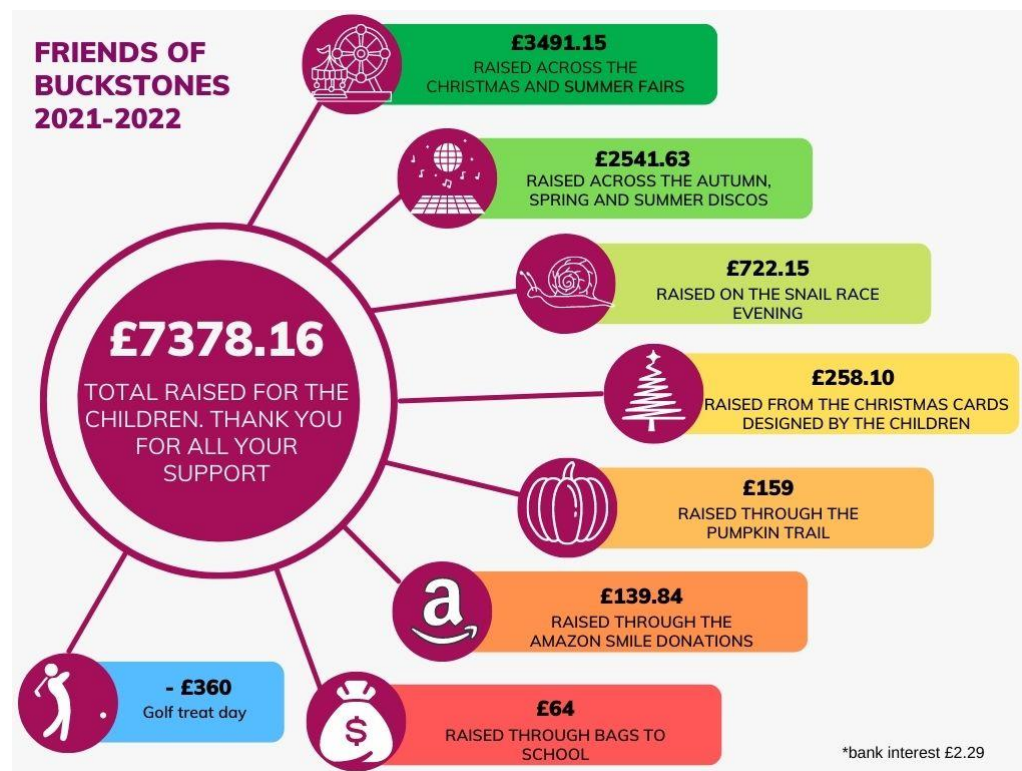 FRIENDS OF
BUCKSTONES
2021-2022
£3491.15
RAISED ACROSS THE
CHRISTMAS AND SUMMER FAIRS
£2541.63
RAISED ACROSS THE AUTUMN,
SPRING AND SUMMER DISCOS
£722.15
RAISED ON THE SNAIL RACE
EVENING
£7378.16
TOTAL RAISED FOR THE
CHILDREN. THANK YOU
FOR ALL YOUR
SUPPORT
£258.10
RAISED FROM THE CHRISTMAS CARDS
DESIGNED BY THE CHILDREN
£159
RAISED THROUGH THE
PUMPKIN TRAIL
a
£139.84
RAISED THROUGH THE
AMAZON SMILE DONATIONS
- £360
Golf treat day
$
£64
RAISED THROUGH BAGS TO
SCHOOL
*bank interest £2.29